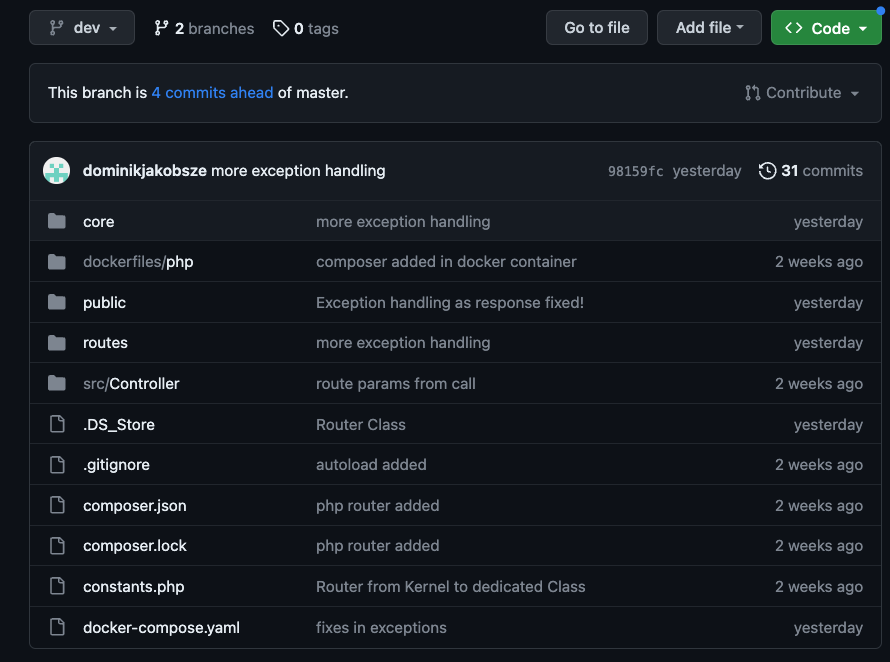 dev 2 branches 0 tags Go to file Add file Code
This branch is 4 commits ahead of master. Contribute
dominikjakobsze more exception handling 98159fc yesterday 31 commits
core more exception handling yesterday
dockerfiles/php composer added in docker container 2 weeks ago
public Exception handling as response fixed! yesterday
routes more exception handling yesterday
src/Controller route params from call 2 weeks ago
.DS_Store Router Class yesterday
.gitignore autoload added 2 weeks ago
composer.json php router added 2 weeks ago
composer.lock php router added 2 weeks ago
constants.php Router from Kernel to dedicated Class 2 weeks ago
docker-compose.yaml fixes in exceptions yesterday